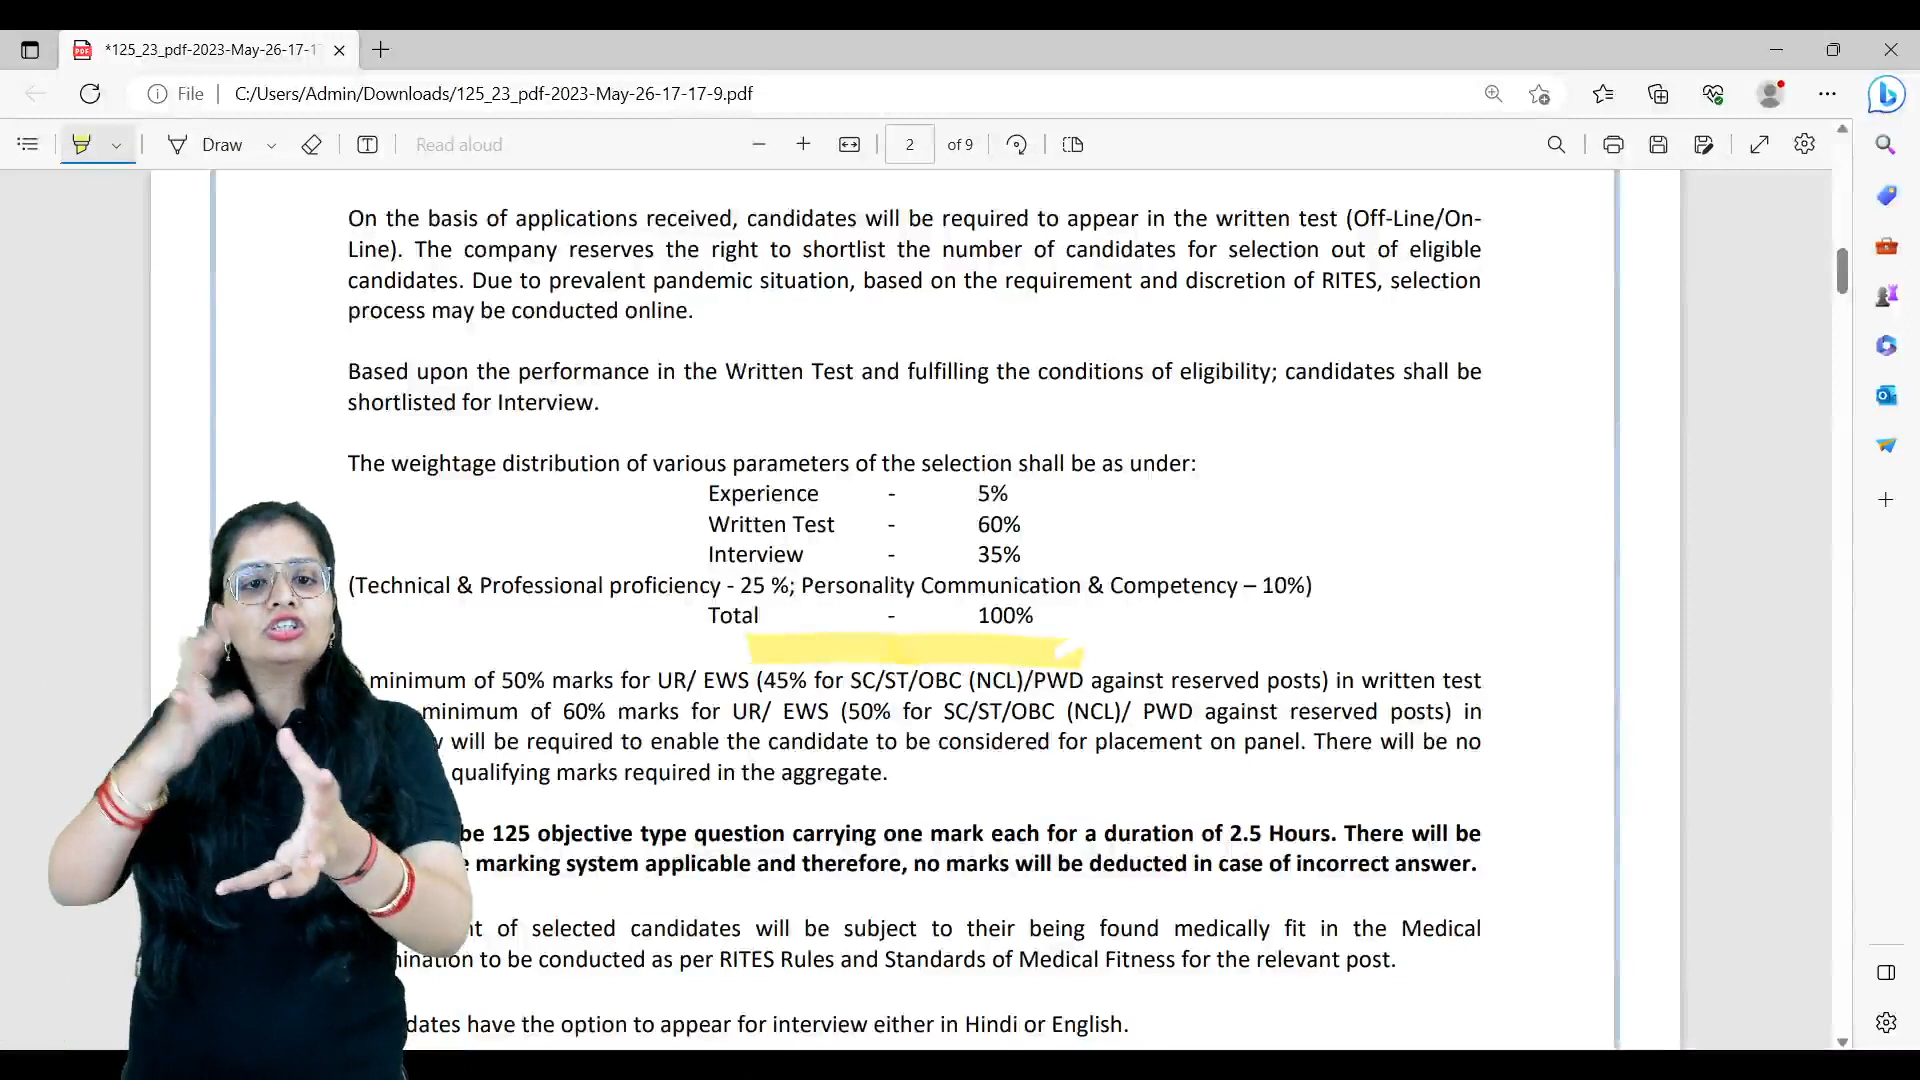 *125_23_pdf-2023-May-26-17-1
File
C:/Users/Admin/Downloads/125_23_pdf-2023-May-26-17-17-9.pdf
Draw
Read aloud
2 of 9
On the basis of applications received, candidates will be required to appear in the written test (Off-Line/On-
Line). The company reserves the right to shortlist the number of candidates for selection out of eligible
candidates. Due to prevalent pandemic situation, based on the requirement and discretion of RITES, selection
process may be conducted online.
Based upon the performance in the Written Test and fulfilling the conditions of eligibility; candidates shall be
shortlisted for Interview.
The weightage distribution of various parameters of the selection shall be as under:
Experience - 5%
Written Test - 60%
Interview - 35%
(Technical & Professional proficiency - 25 %; Personality Communication & Competency – 10%)
Total - 100%
minimum of 50% marks for UR/ EWS (45% for SC/ST/OBC (NCL)/PWD against reserved posts) in written test
minimum of 60% marks for UR/ EWS (50% for SC/ST/OBC (NCL)/ PWD against reserved posts) in
will be required to enable the candidate to be considered for placement on panel. There will be no
qualifying marks required in the aggregate.
be 125 objective type question carrying one mark each for a duration of 2.5 Hours. There will be
marking system applicable and therefore, no marks will be deducted in case of incorrect answer.
of selected candidates will be subject to their being found medically fit in the Medical
to be conducted as per RITES Rules and Standards of Medical Fitness for the relevant post.
have the option to appear for interview either in Hindi or English.